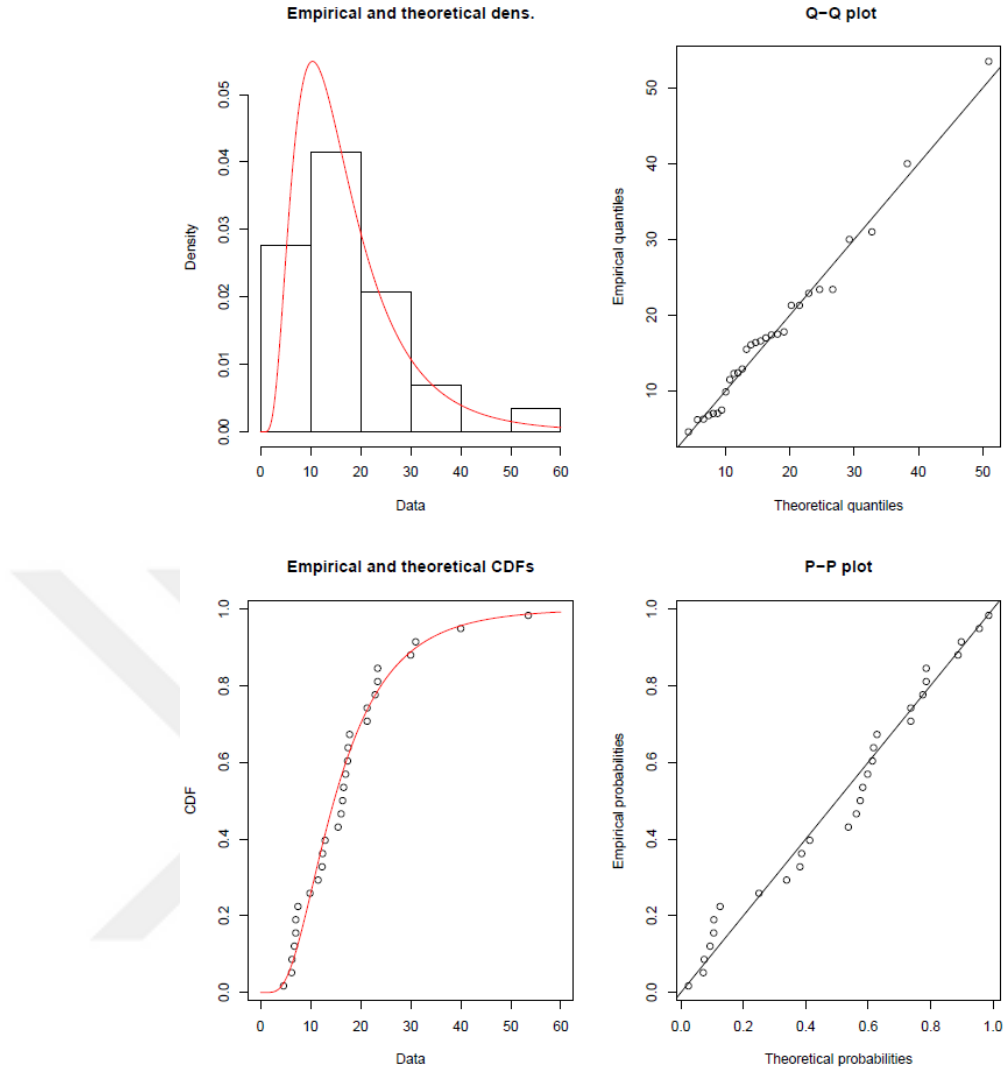 Empirical and theoretical dens.
Density
0.00 0.01 0.02 0.03 0.04 0.05
0 10 20 30 40 50 60
Data
Q−Q plot
Empirical quantiles
10 20 30 40 50
10 20 30 40 50
Theoretical quantiles
Empirical and theoretical CDFs
CDF
0.0 0.2 0.4 0.6 0.8 1.0
0 10 20 30 40 50 60
Data
P−P plot
Empirical probabilities
0.0 0.2 0.4 0.6 0.8 1.0
0.0 0.2 0.4 0.6 0.8 1.0
Theoretical probabilities